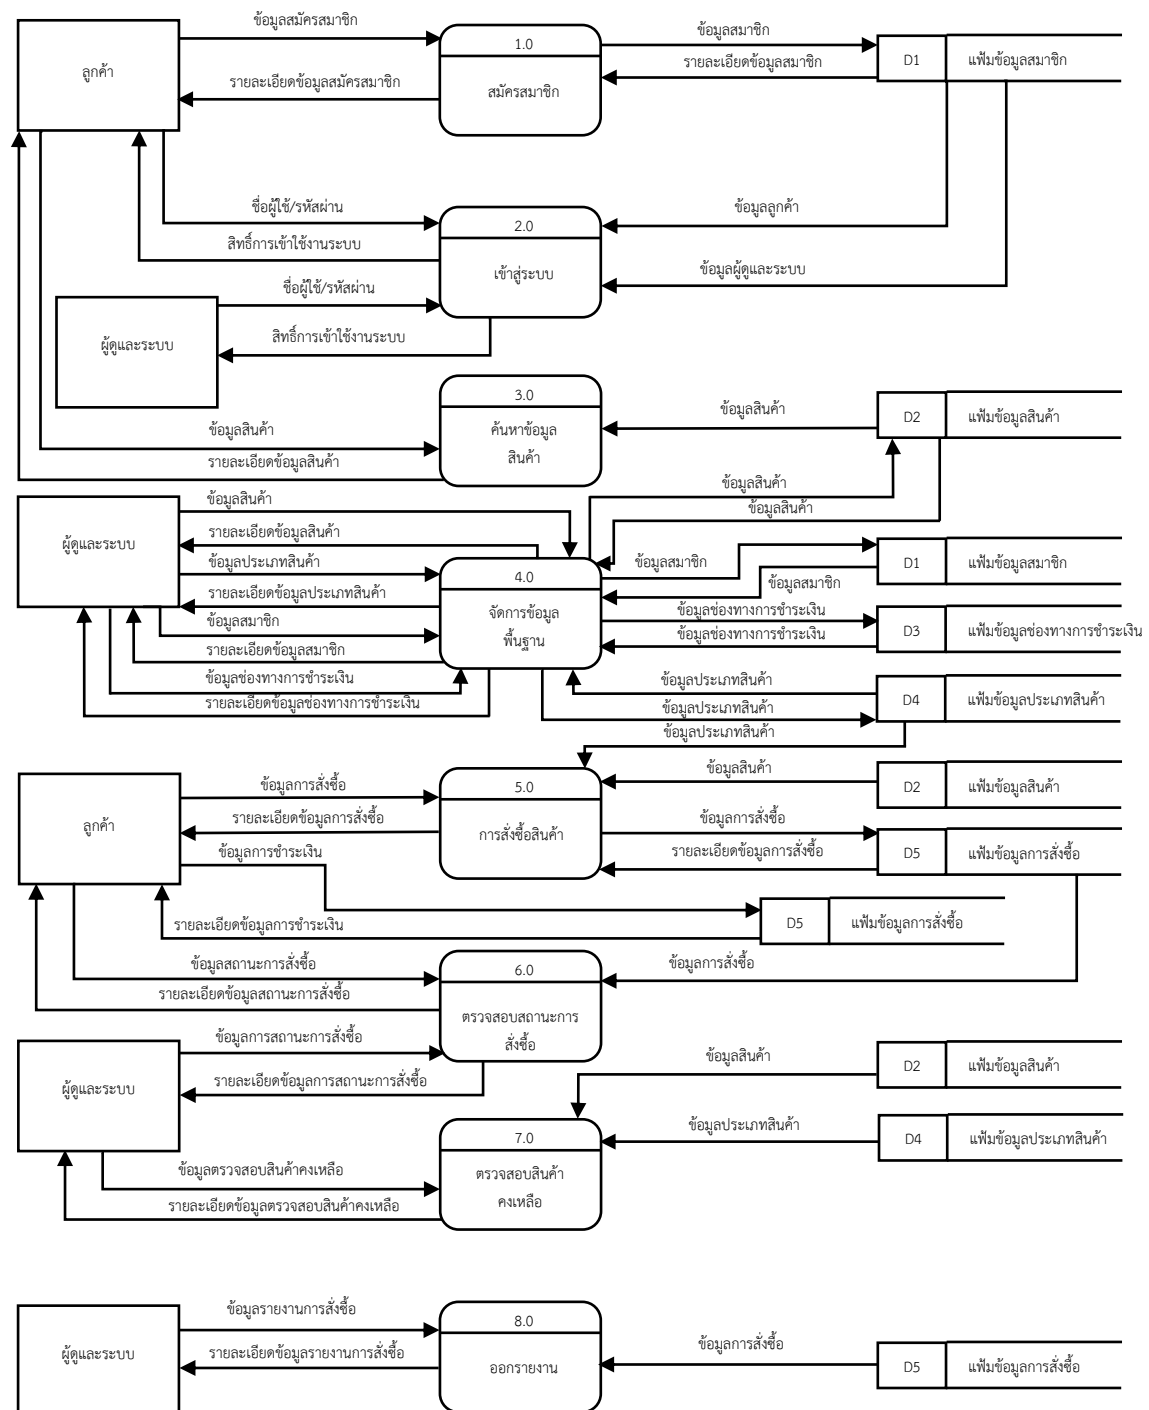 ข้อมูลสมัครสมาชิก
ลูกค้า
รายละเอียดข้อมูลสมัครสมาชิก
1.0
สมัครสมาชิก
ข้อมูลสมาชิก
รายละเอียดข้อมูลสมาชิก
D1
แฟ้มข้อมูลสมาชิก
ชื่อผู้ใช้/รหัสผ่าน
สิทธิ์การเข้าใช้งานระบบ
2.0
เข้าสู่ระบบ
ข้อมูลลูกค้า
ข้อมูลผู้ดูและระบบ
ชื่อผู้ใช้/รหัสผ่าน
สิทธิ์การเข้าใช้งานระบบ
ผู้ดูและระบบ
3.0
ค้นหาข้อมูล
สินค้า
ข้อมูลสินค้า
D2
แฟ้มข้อมูลสินค้า
ข้อมูลสินค้า
รายละเอียดข้อมูลสินค้า
ข้อมูลสินค้า
ข้อมูลสินค้า
ข้อมูลสินค้า
รายละเอียดข้อมูลสินค้า
ผู้ดูและระบบ
ข้อมูลประเภทสินค้า
รายละเอียดข้อมูลประเภทสินค้า
ข้อมูลสมาชิก
รายละเอียดข้อมูลสมาชิก
ข้อมูลช่องทางการชำระเงิน
รายละเอียดข้อมูลช่องทางการชำระเงิน
4.0
จัดการข้อมูล
พื้นฐาน
ข้อมูลสมาชิก
ข้อมูลสมาชิก
D1
แฟ้มข้อมูลสมาชิก
ข้อมูลช่องทางการชำระเงิน
ข้อมูลช่องทางการชำระเงิน
D3
แฟ้มข้อมูลช่องทางการชำระเงิน
ข้อมูลประเภทสินค้า
ข้อมูลประเภทสินค้า
ข้อมูลประเภทสินค้า
D4
แฟ้มข้อมูลประเภทสินค้า
ลูกค้า
ข้อมูลการสั่งซื้อ
รายละเอียดข้อมูลการสั่งซื้อ
ข้อมูลการชำระเงิน
รายละเอียดข้อมูลการชำระเงิน
5.0
การสั่งซื้อสินค้า
ข้อมูลสินค้า
D2
แฟ้มข้อมูลสินค้า
ข้อมูลการสั่งซื้อ
รายละเอียดข้อมูลการสั่งซื้อ
D5
แฟ้มข้อมูลการสั่งซื้อ
D5
แฟ้มข้อมูลการสั่งซื้อ
ข้อมูลสถานะการสั่งซื้อ
รายละเอียดข้อมูลสถานะการสั่งซื้อ
6.0
ตรวจสอบสถานะการ
สั่งซื้อ
ข้อมูลการสั่งซื้อ
ข้อมูลการสถานะการสั่งซื้อ
รายละเอียดข้อมูลการสถานะการสั่งซื้อ
ผู้ดูและระบบ
ข้อมูลสินค้า
D2
แฟ้มข้อมูลสินค้า
7.0
ตรวจสอบสินค้า
คงเหลือ
ข้อมูลประเภทสินค้า
D4
แฟ้มข้อมูลประเภทสินค้า
ข้อมูลตรวจสอบสินค้าคงเหลือ
รายละเอียดข้อมูลตรวจสอบสินค้าคงเหลือ
ข้อมูลรายงานการสั่งซื้อ
รายละเอียดข้อมูลรายงานการสั่งซื้อ
ผู้ดูและระบบ
8.0
ออกรายงาน
ข้อมูลการสั่งซื้อ
D5
แฟ้มข้อมูลการสั่งซื้อ